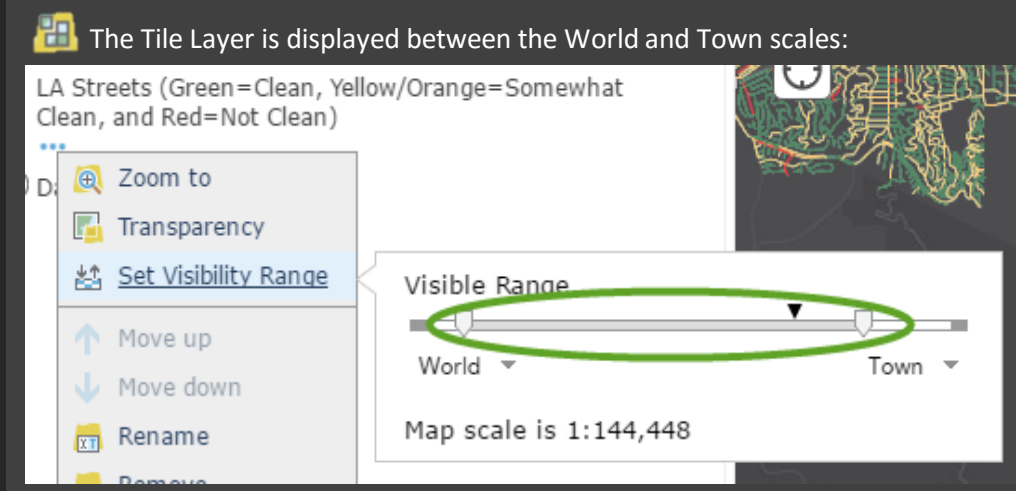 The Tile Layer is displayed between the World and Town scales:
LA Streets (Green=Clean, Yellow/Orange=Somewhat
Clean, and Red=Not Clean)
Zoom to
Transparency
Set Visibility Range
Visible Range
World
Town
Move up
Move down
Map scale is 1:144,448
Rename
Remove